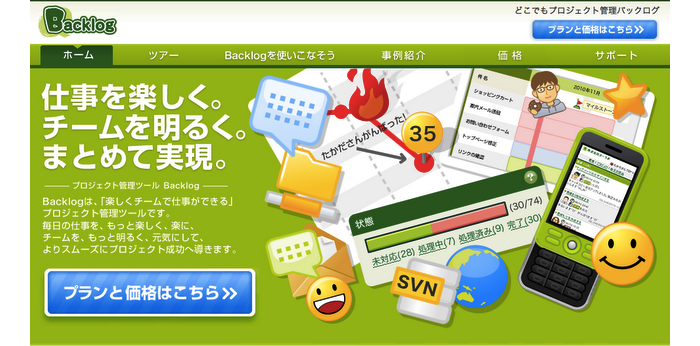 Backlog
どこでもプロジェクト管理バックログ
プランと価格はこちら
ホーム
ツアー
Backlogを使いこなそう
事例紹介
価格
サポート
仕事を楽しく。
チームを明るく。
まとめて実現。
プロジェクト管理ツール Backlog
Backlogは、「楽しくチームで仕事ができる」
プロジェクト管理ツールです。
毎日の仕事を、もっと楽しく、楽に、
チームを、もっと明るく、元気にして、
よりスムーズにプロジェクト成功へ導きます。
プランと価格はこちら
たかださんがんばった!
35
件名
2010年11月
ショッピングカート
マイルストーン
案内メール送信
お問い合わせフォーム
トップページ修正
リンクの確認
状態
(30/74)
未対応(28) 処理中(7) 処理済み(9) 完了(30)
SVN